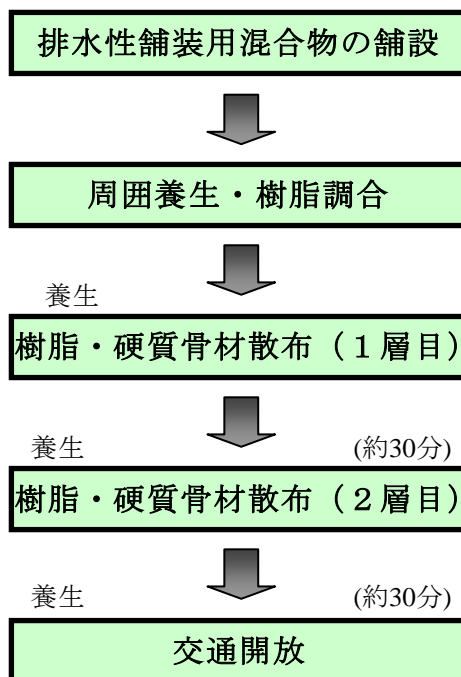 排水性舗装用混合物の舗設
周囲養生・樹脂調合
養生
樹脂・硬質骨材散布（１層目）
養生 (約30分)
樹脂・硬質骨材散布（２層目）
養生 (約30分)
交通開放